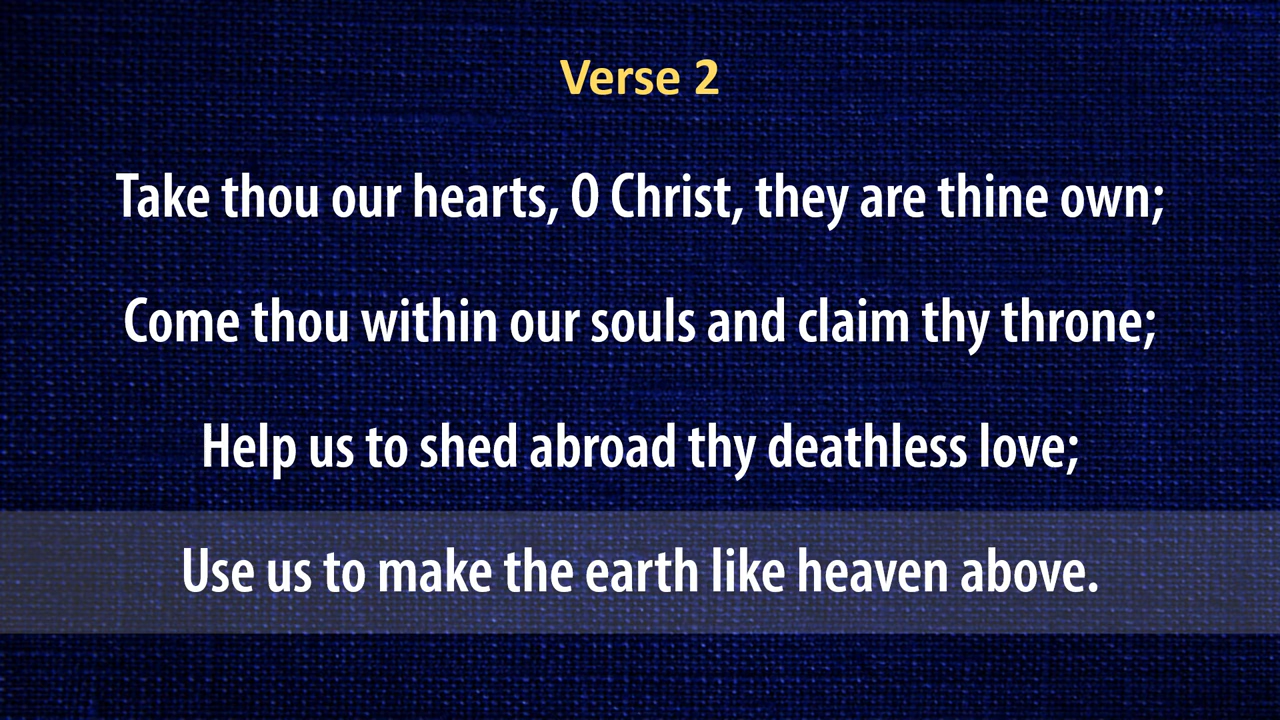 Verse 2
Take thou our hearts, O Christ, they are thine own;
Come thou within our souls and claim thy throne;
Help us to shed abroad thy deathless love;
Use us to make the earth like heaven above.